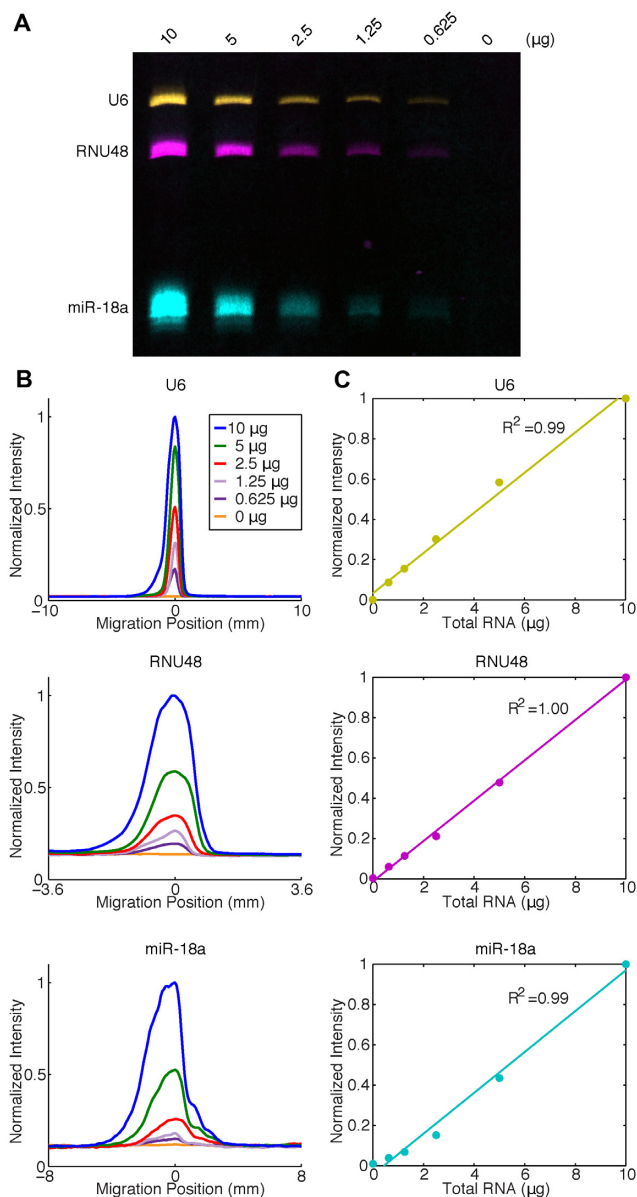 A
10 5 2.5 1.25 0.625 0 (µg)
U6
RNU48
miR-18a
B
U6
1
0.5
0
Normalized Intensity
10 µg
5 µg
2.5 µg
1.25 µg
0.625 µg
0 µg
−10 0 10
Migration Position (mm)
RNU48
1
0.5
0
Normalized Intensity
−3.6 0 3.6
Migration Position (mm)
miR-18a
1
0.5
0
Normalized Intensity
−8 0 8
Migration Position (mm)
C
U6
1
0.8
0.6
0.4
0.2
0
Normalized Intensity
R2 =0.99
0 2 4 6 8 10
Total RNA (µg)
RNU48
1
0.8
0.6
0.4
0.2
0
Normalized Intensity
R2 =1.00
0 2 4 6 8 10
Total RNA (µg)
miR-18a
1
0.8
0.6
0.4
0.2
0
Normalized Intensity
R2 =0.99
0 2 4 6 8 10
Total RNA (µg)